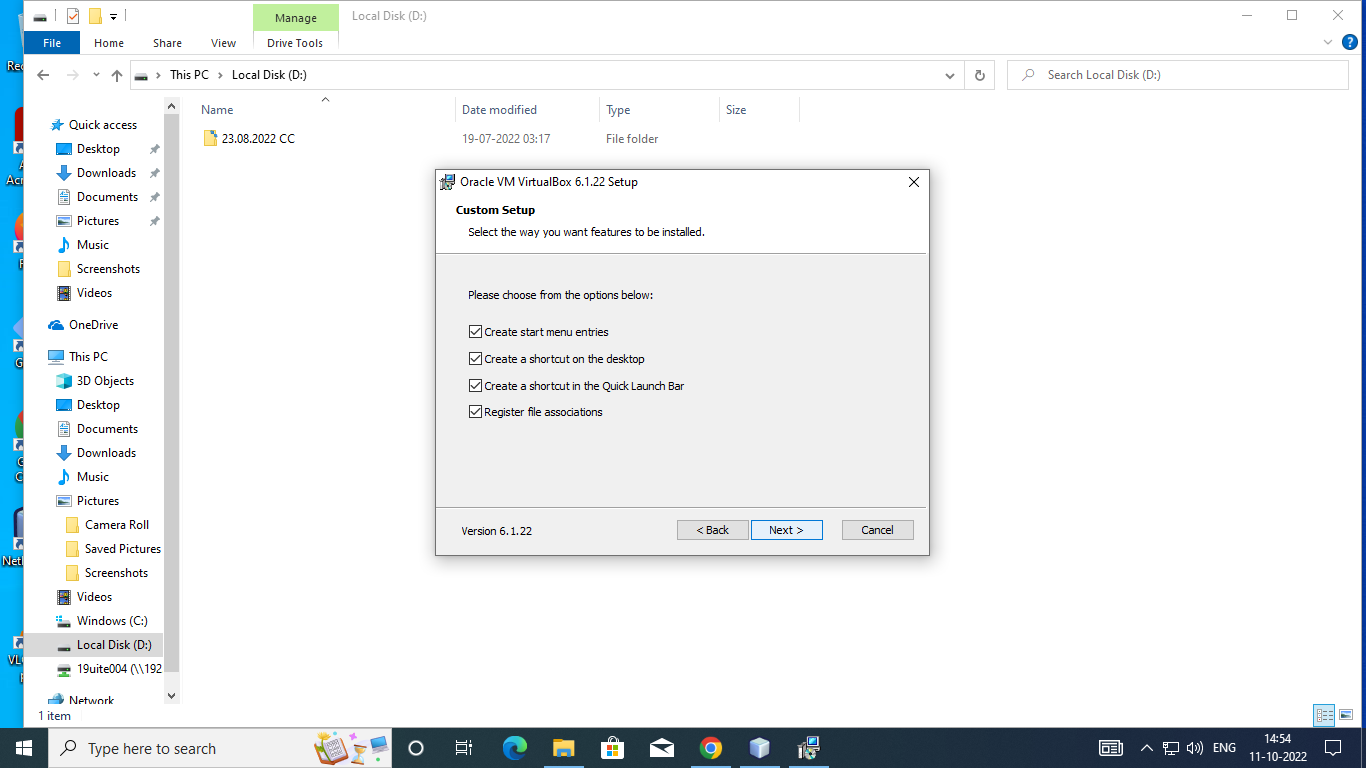 Manage
Local Disk (D:)
File
Home
Share
View
Drive Tools
This PC
Local Disk (D:)
Search Local Disk (D:)
Name
Date modified
Type
Size
23.08.2022 CC
19-07-2022 03:17
File folder
Quick access
Desktop
Downloads
Documents
Pictures
Music
Screenshots
Videos
OneDrive
This PC
3D Objects
Desktop
Documents
Downloads
Music
Pictures
Camera Roll
Saved Pictures
Screenshots
Videos
Windows (C:)
Local Disk (D:)
19uite004 (\\192
Network
1 item
Oracle VM VirtualBox 6.1.22 Setup
Custom Setup
Select the way you want features to be installed.
Please choose from the options below:
Create start menu entries
Create a shortcut on the desktop
Create a shortcut in the Quick Launch Bar
Register file associations
Version 6.1.22
< Back
Next >
Cancel
Type here to search
ENG
14:54
11-10-2022